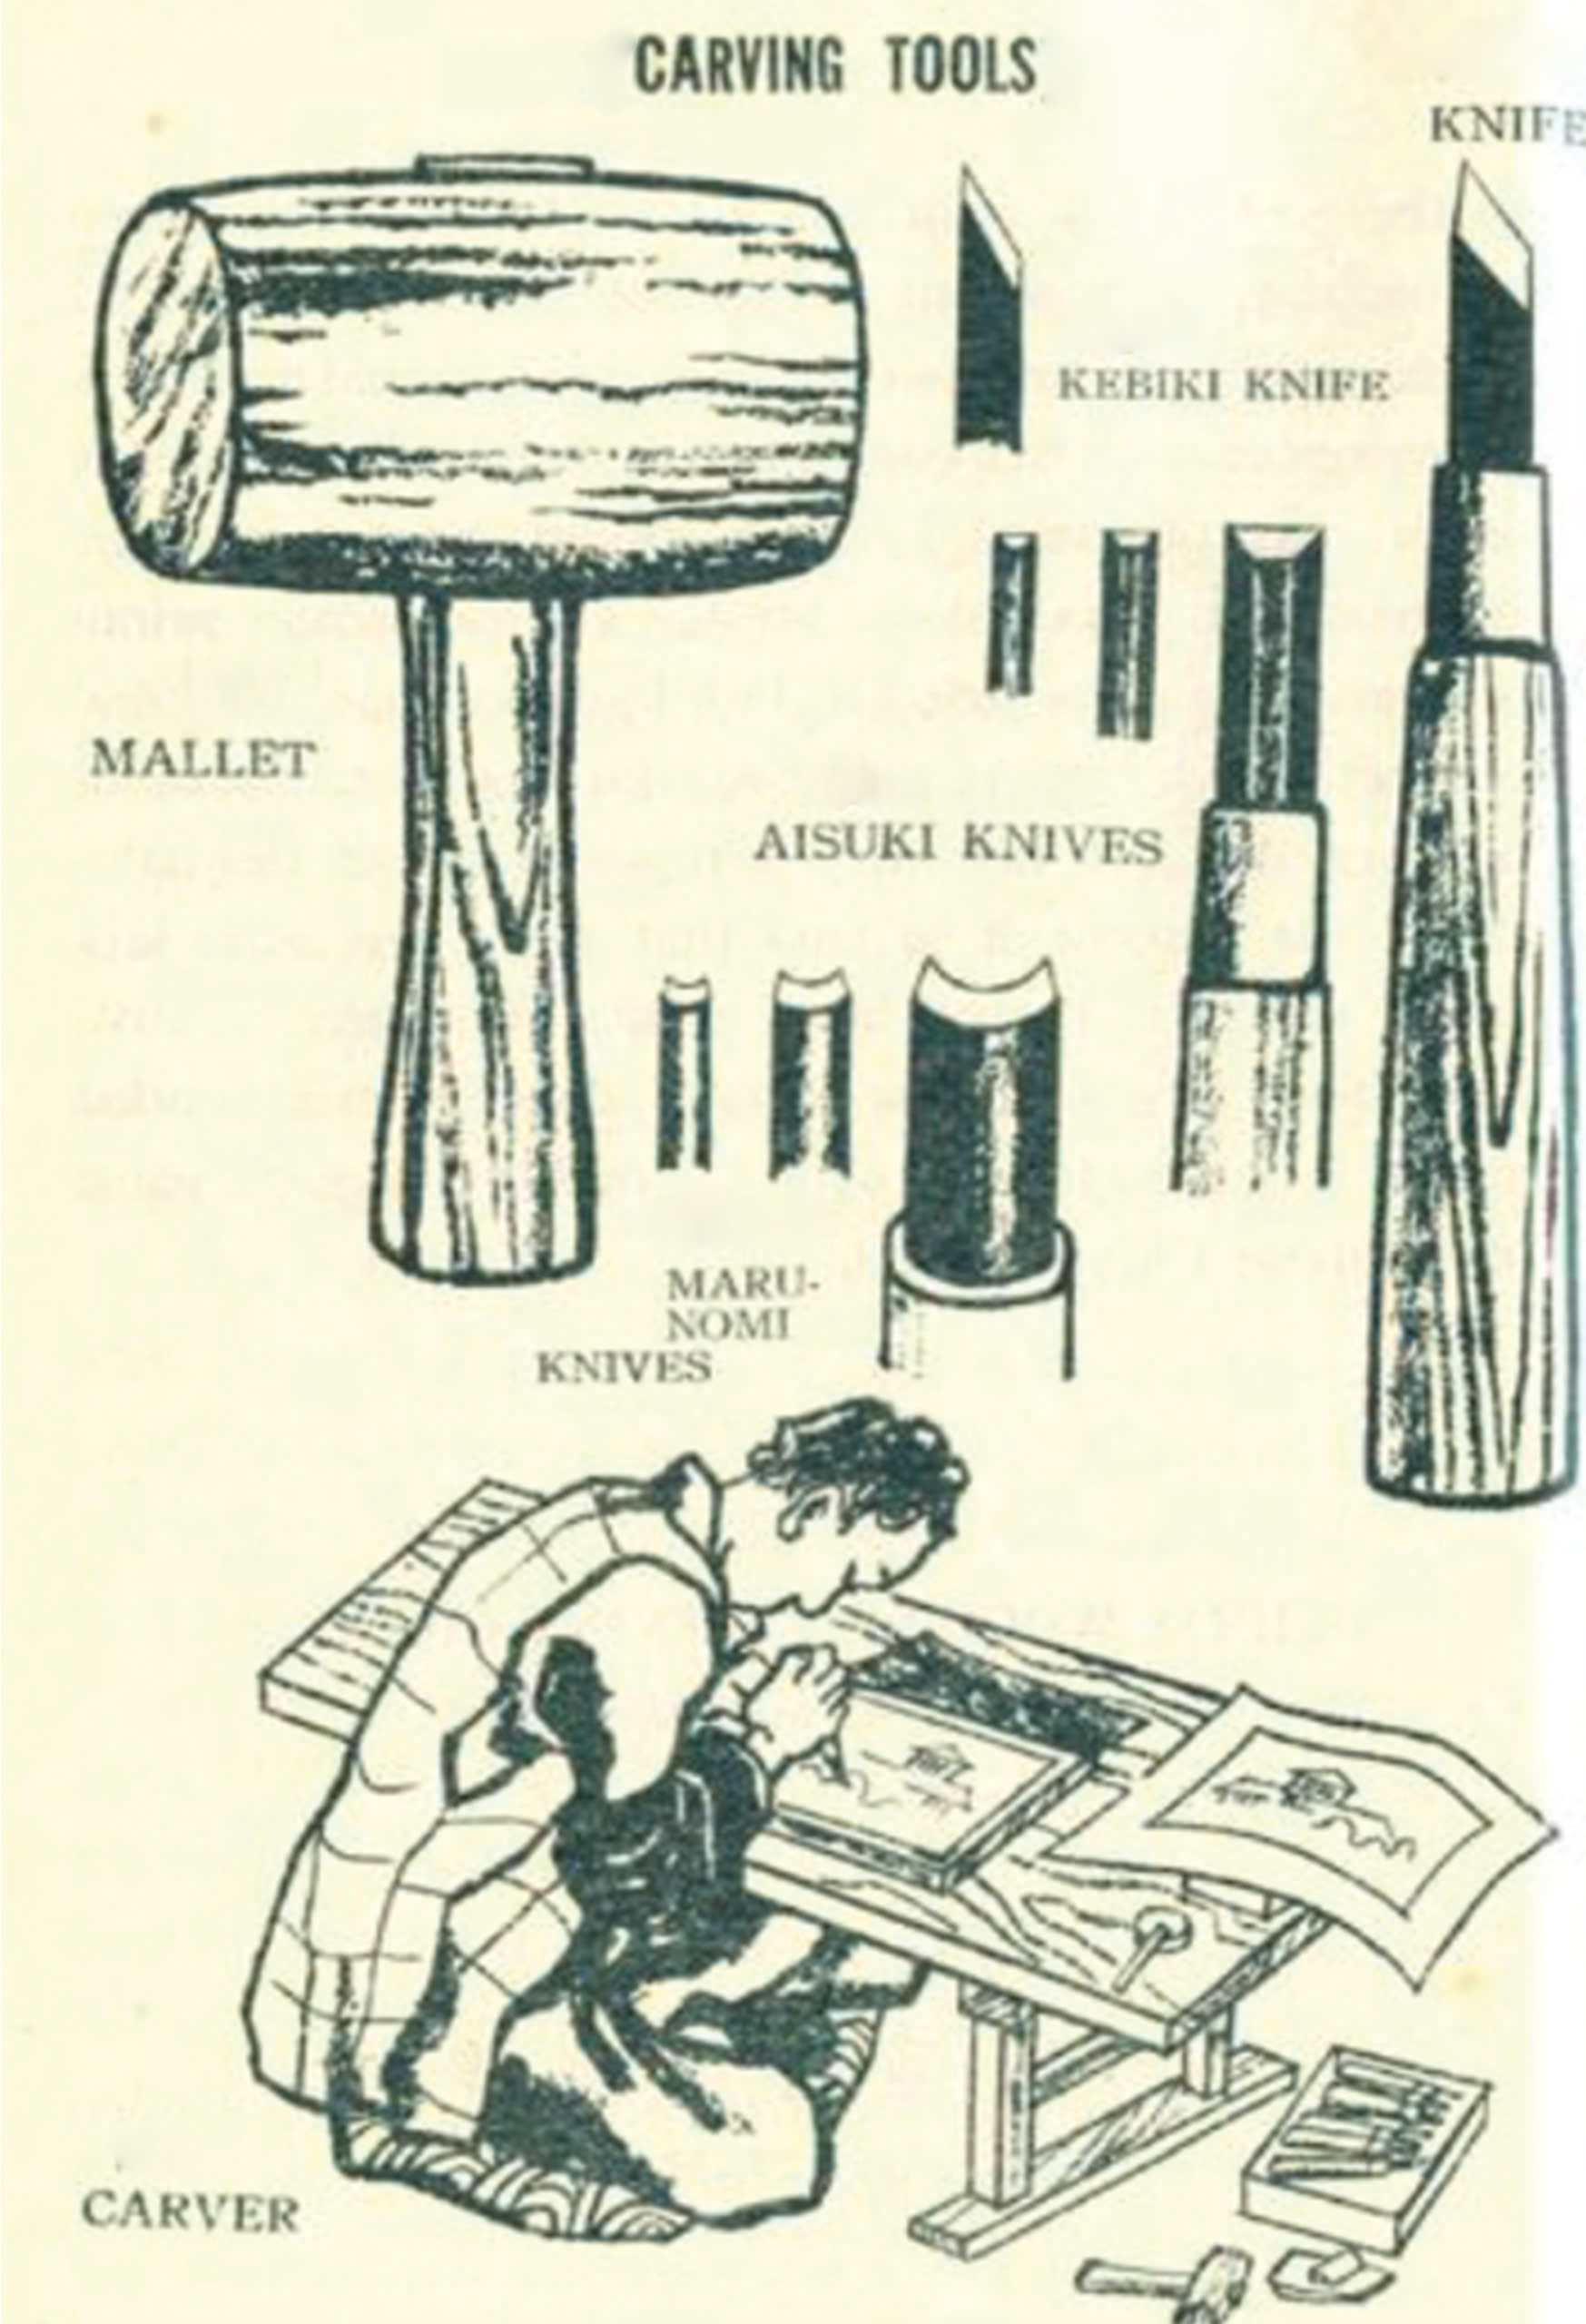 CARVING TOOLS
KNIFE
KEBIKI KNIFE
MALLET
AISUKI KNIVES
MARU-
NOMI
KNIVES
CARVER